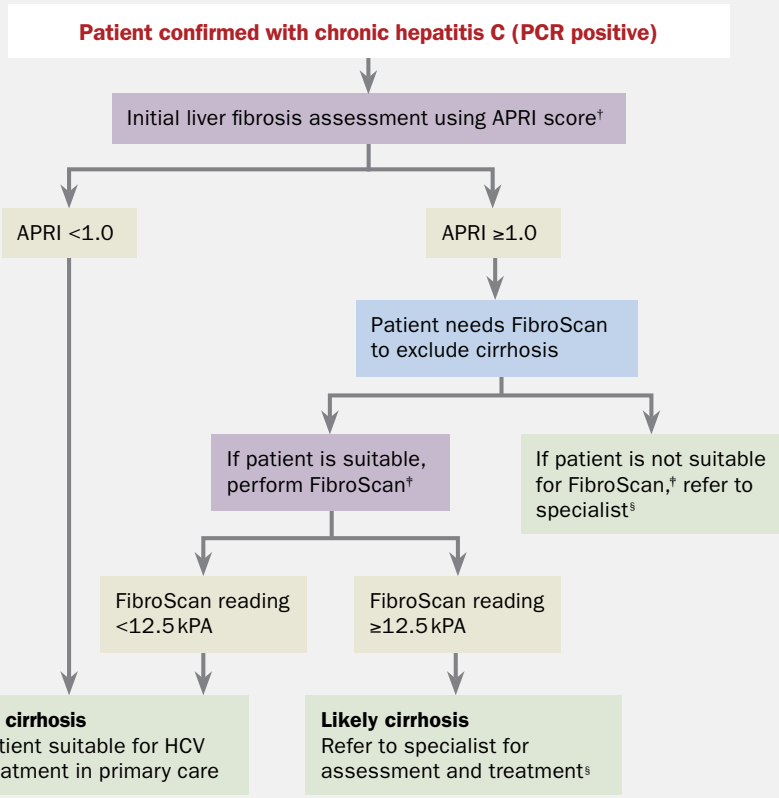 Patient confirmed with chronic hepatitis C (PCR positive)
Initial liver fibrosis assessment using APRI score†
APRI <1.0
APRI ≥1.0
Patient needs FibroScan
to exclude cirrhosis
If patient is suitable,
perform FibroScan‡
If patient is not suitable
for FibroScan,‡ refer to
specialist§
FibroScan reading
<12.5 kPA
FibroScan reading
≥12.5 kPA
cirrhosis
tient suitable for HCV
atment in primary care
Likely cirrhosis
Refer to specialist for
assessment and treatment§